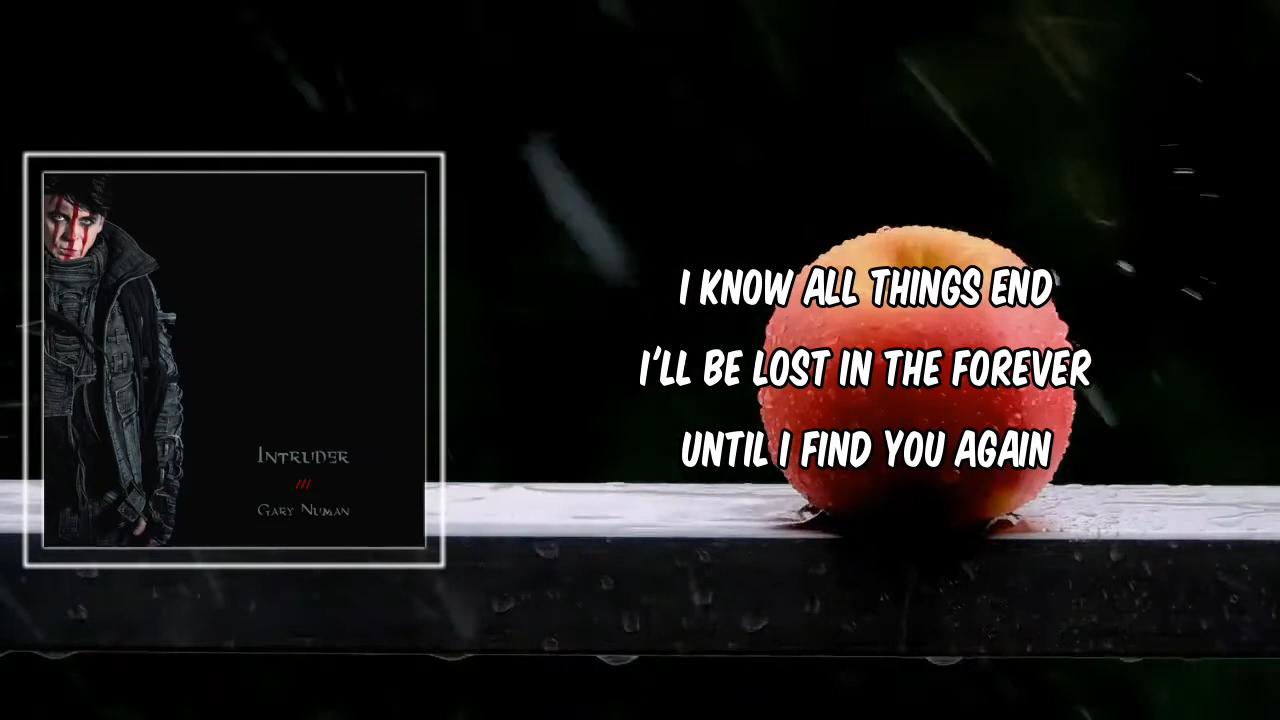 INTRUDER
///
GARY NUMAN
I KNOW ALL THINGS END
I'LL BE LOST IN THE FOREVER
UNTIL I FIND YOU AGAIN